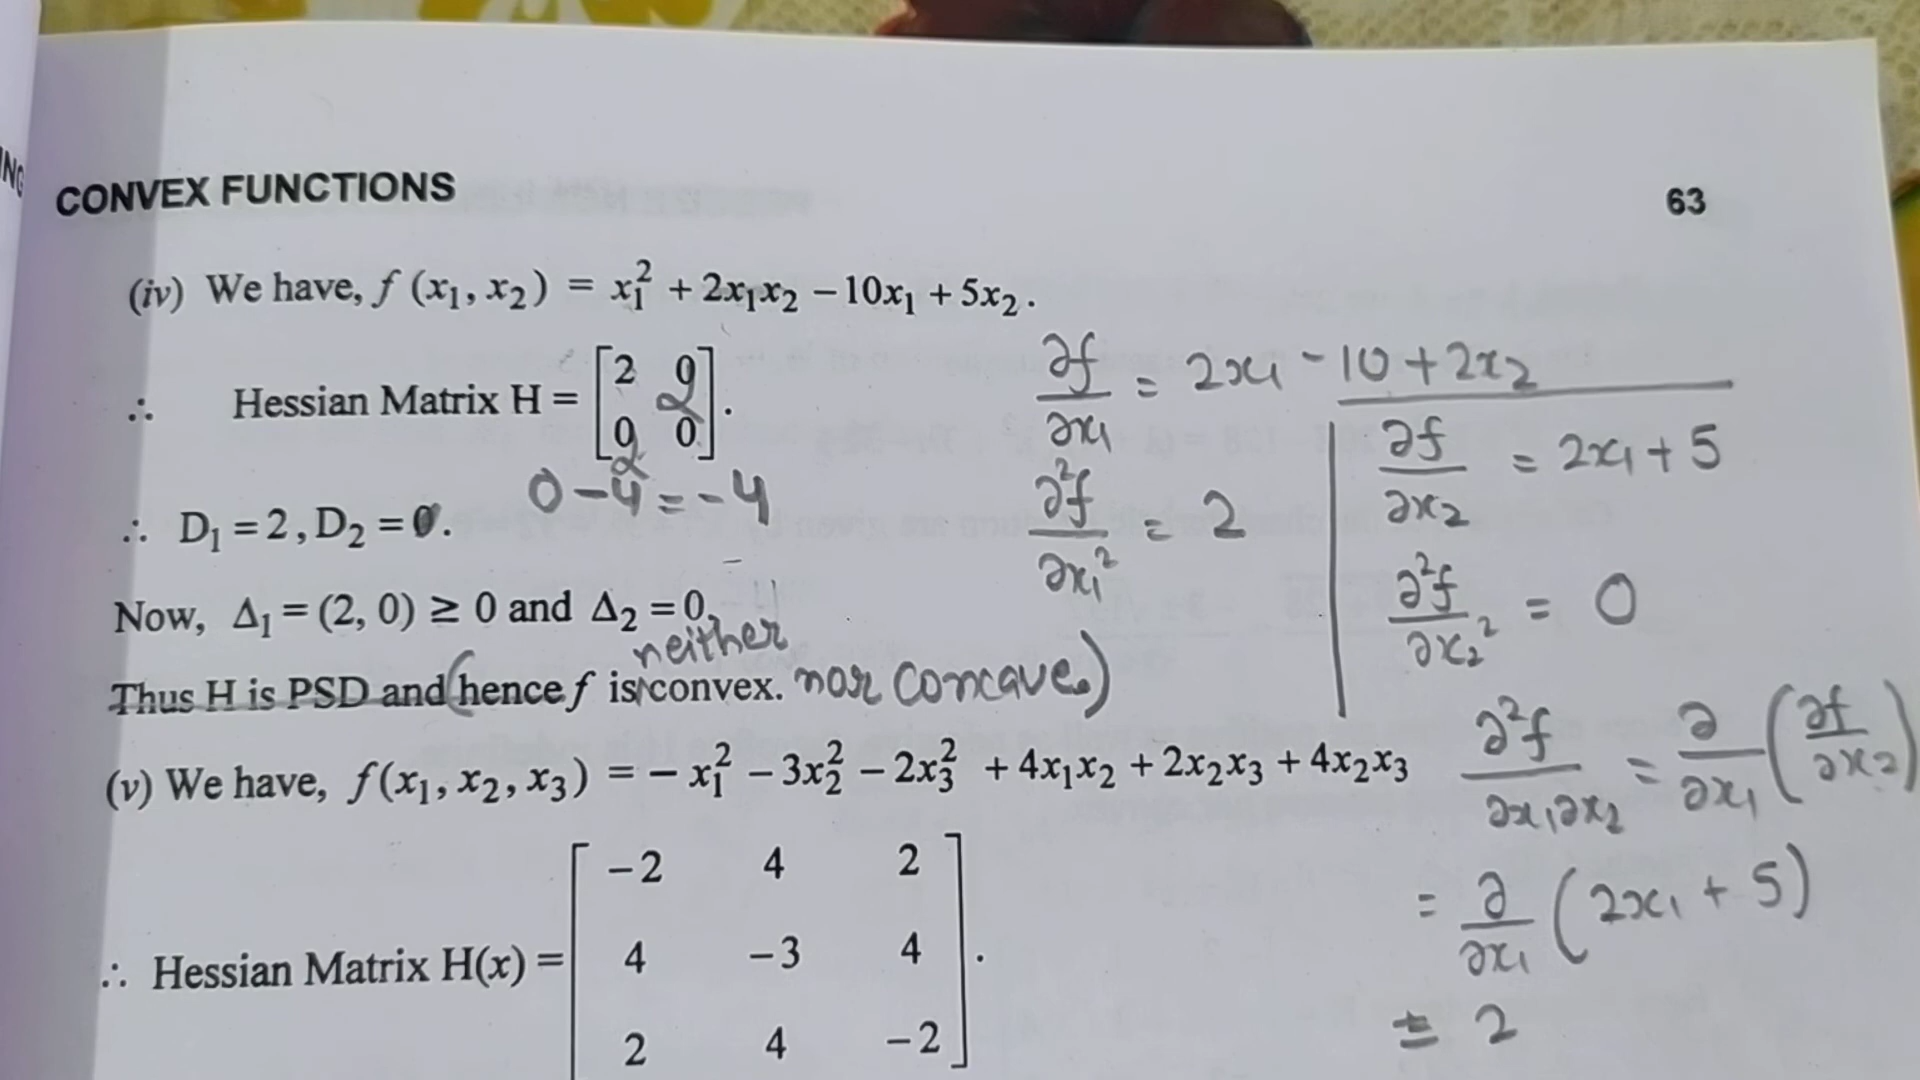 ING
CONVEX FUNCTIONS 63
(iv) We have, f (x₁, x₂) = x₁² + 2x₁x₂ − 10x₁ + 5x₂.
∴ Hessian Matrix H = [2 0 2
0 2 0].
0 − 4 = − 4
∴ D₁ = 2, D₂ = 0.
Now, Δ₁ = (2, 0) ≥ 0 and Δ₂ = 0.
neither
Thus H is PSD and (hence f is convex. nor concave.)
∂f/∂x₁ = 2x₁ − 10 + 2x₂
∂²f/∂x₁² = 2
∂f/∂x₂ = 2x₁ + 5
∂²f/∂x₂² = 0
(v) We have, f(x₁, x₂, x₃) = − x₁² − 3x₂² − 2x₃² + 4x₁x₂ + 2x₂x₃ + 4x₂x₃
∴ Hessian Matrix H(x) = [−2 4 2
4 −3 4
2 4 −2].
∂²f/∂x₁∂x₂ = ∂/∂x₁ (∂f/∂x₂)
= ∂/∂x₁ (2x₁ + 5)
= 2